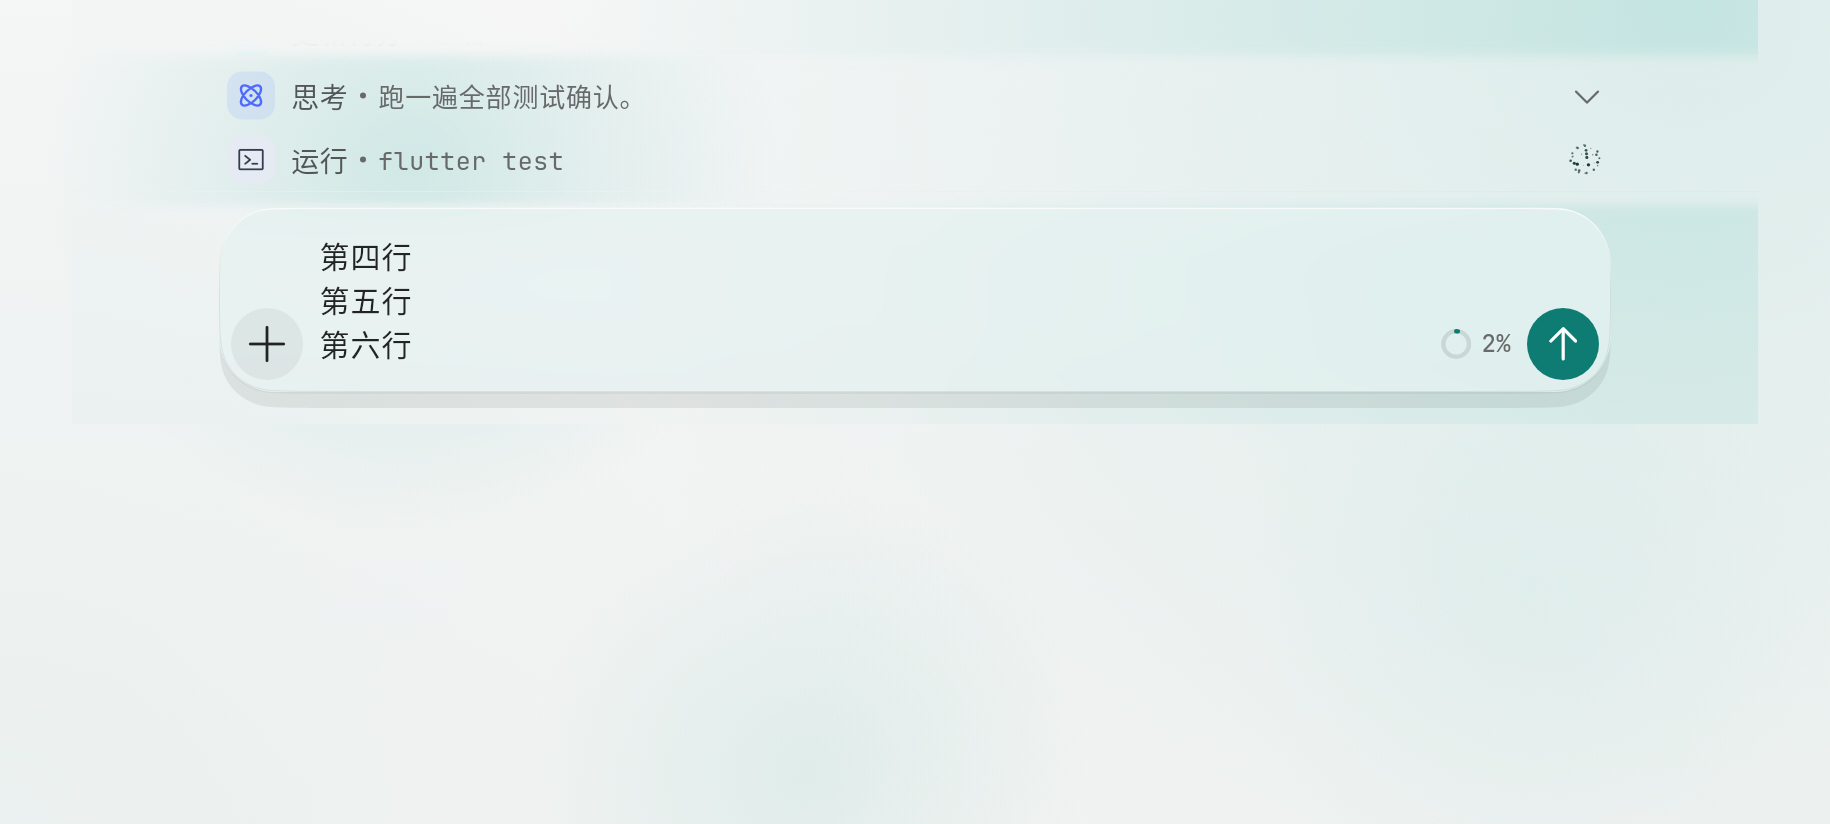 思考・跑一遍全部测试确认。
运行・flutter test
第四行
第五行
第六行
2%